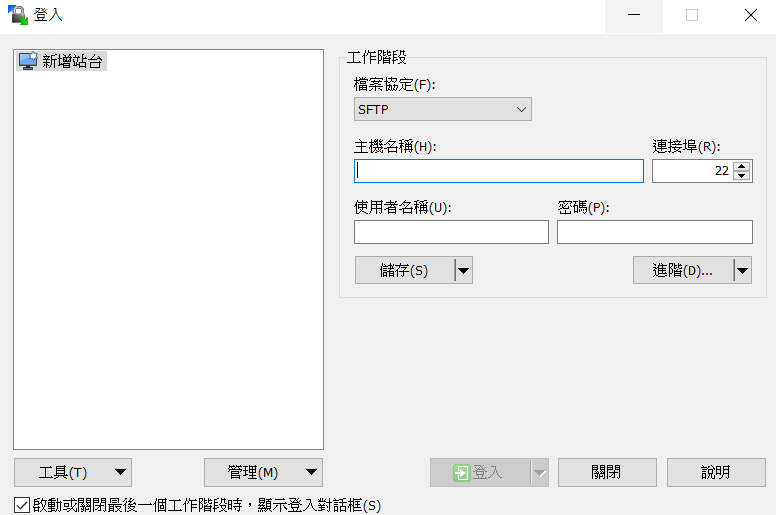 登入
新增站台
工作階段
檔案協定(F):
SFTP
主機名稱(H):
連接埠(R):
22
使用者名稱(U):
密碼(P):
儲存(S)
進階(D)...
工具(T)
管理(M)
登入
關閉
說明
啟動或關閉最後一個工作階段時，顯示登入對話框(S)